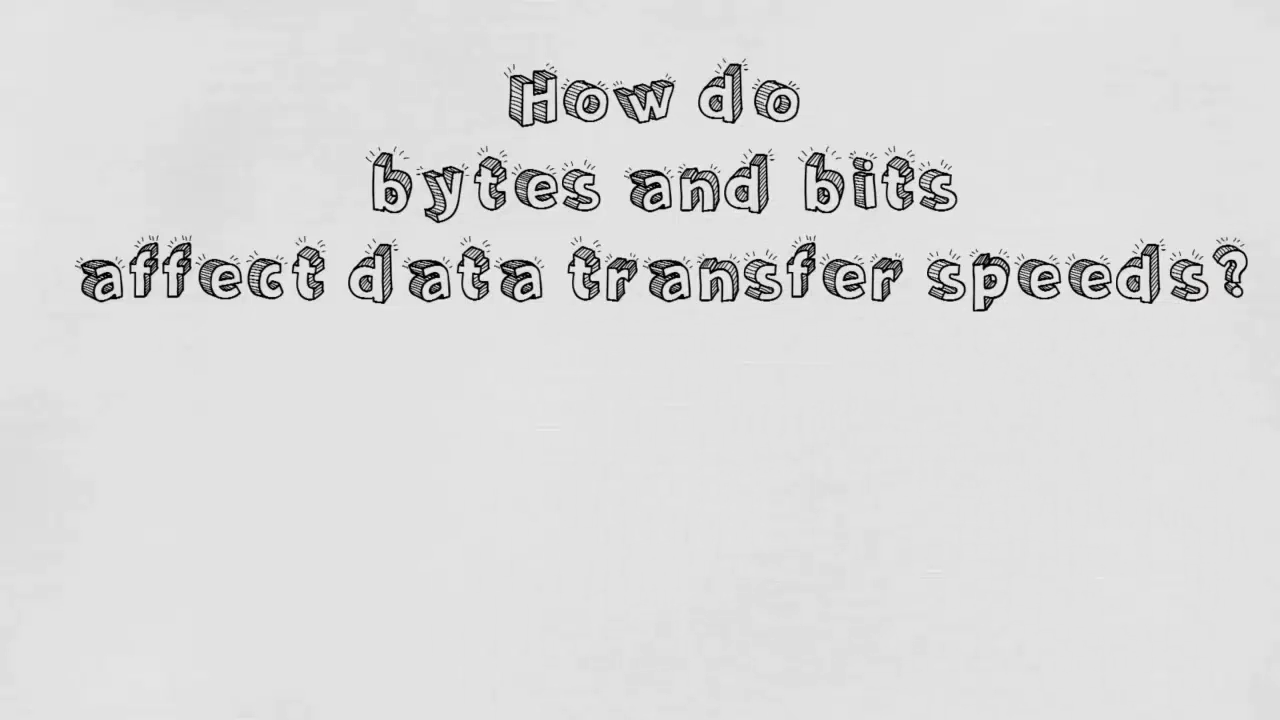 How do
bytes and bits
affect data transfer speeds?